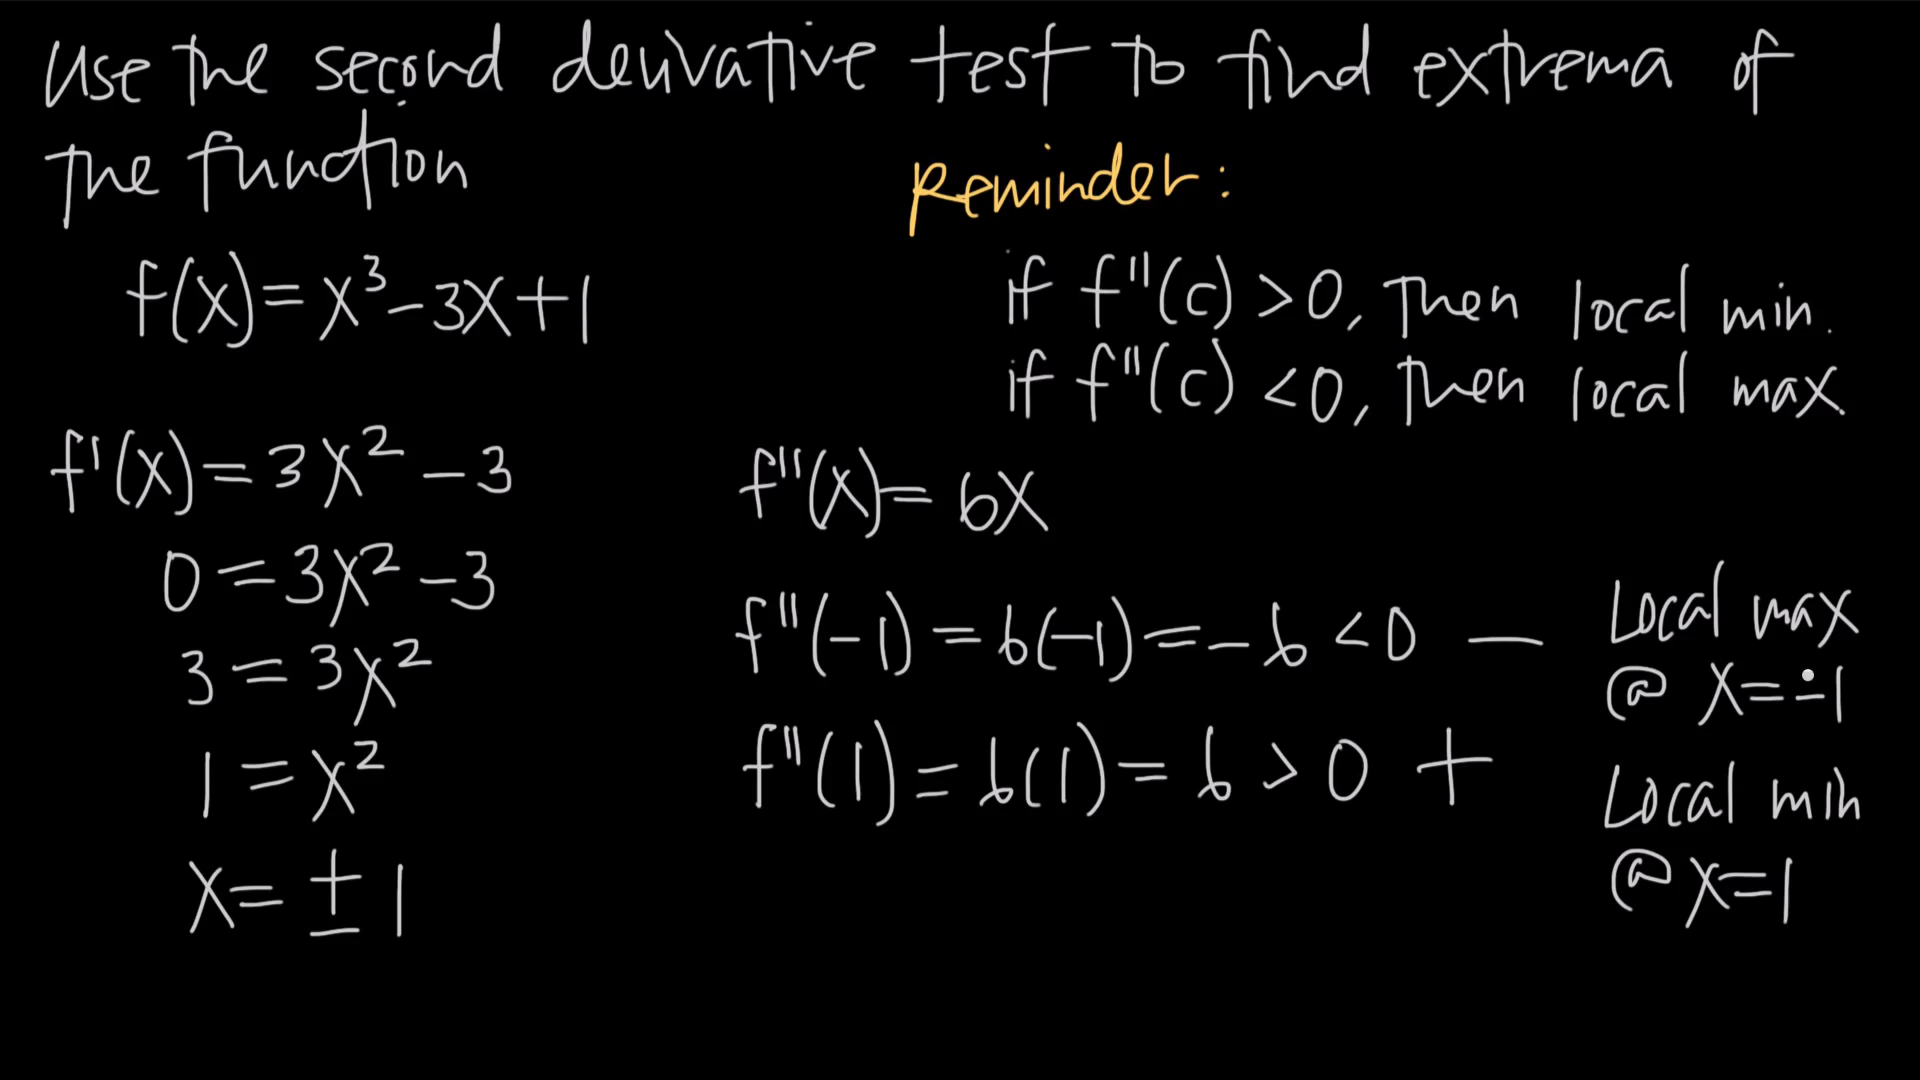 Use the second derivative test to find extrema of
the function
Reminder:
f(x)=x³-3x+1
if f"(c) >0, then local min.
if f"(c) <0, then local max
f'(x)=3x²-3
0=3x²-3
3=3x²
1=x²
x=±1
f"(x)=6x
f"(-1)=6(-1)=-6<0 —
f"(1)=6(1)=6>0 +
Local max
@ x=-1
Local min
@ x=1